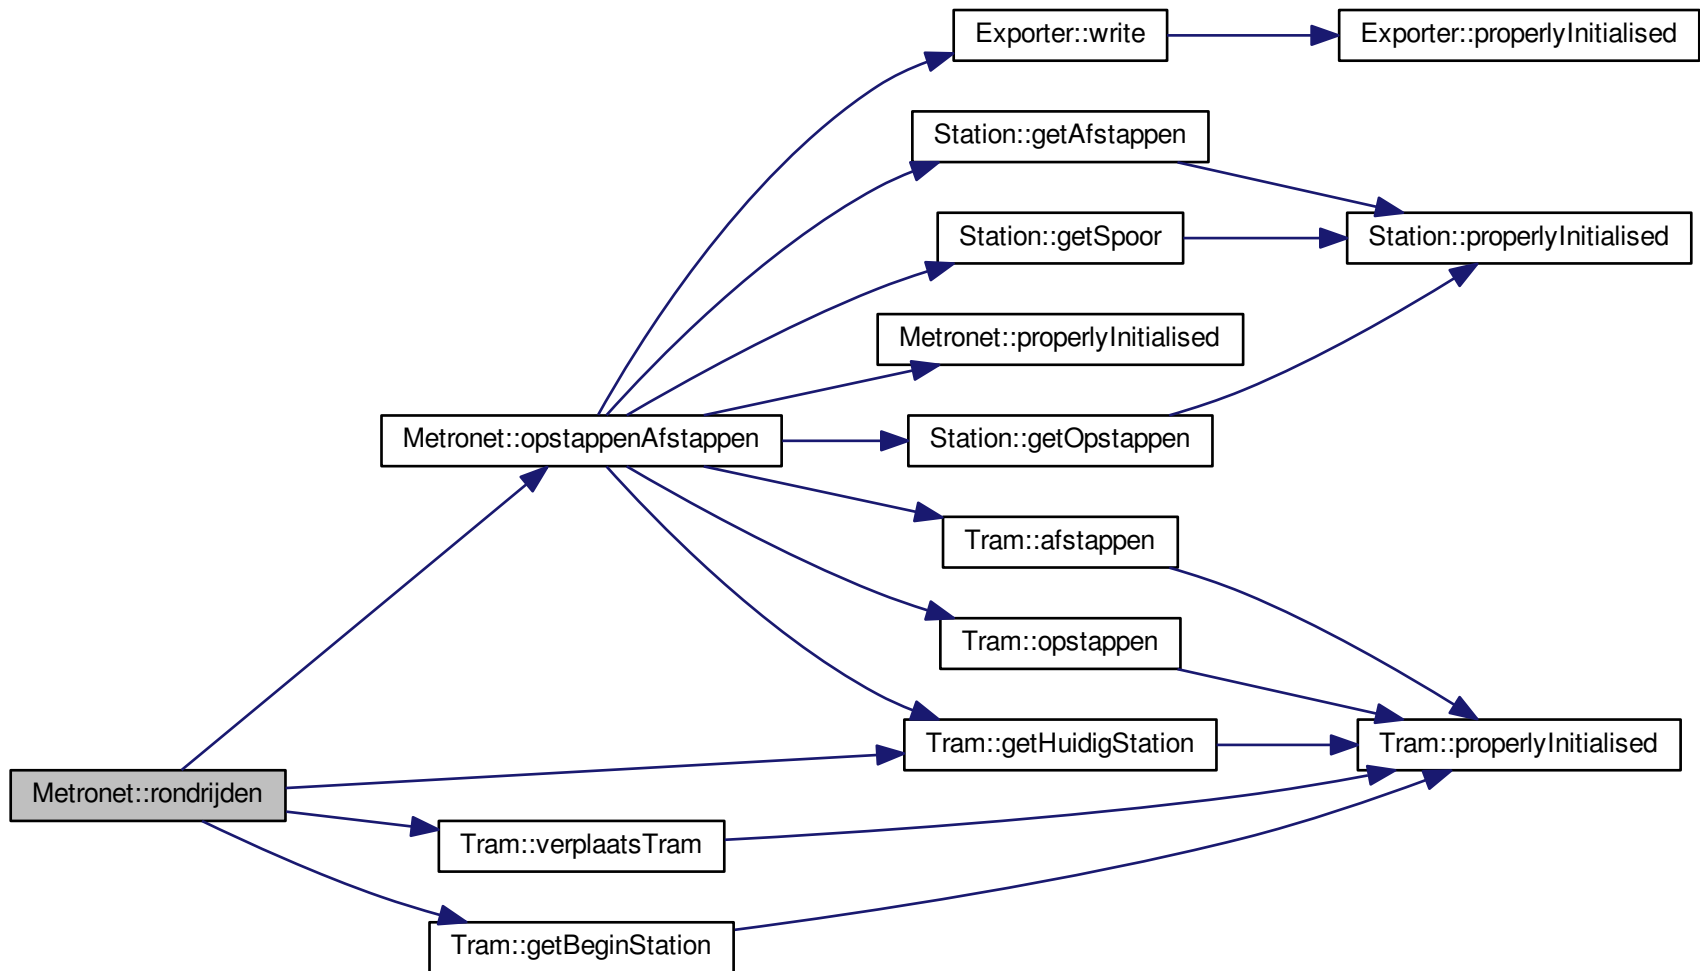 Exporter::write
Exporter::properlyInitialised
Station::getAfstappen
Station::getSpoor
Station::properlyInitialised
Metronet::properlyInitialised
Metronet::opstappenAfstappen
Station::getOpstappen
Tram::afstappen
Tram::opstappen
Tram::getHuidigStation
Tram::properlyInitialised
Metronet::rondrijden
Tram::verplaatsTram
Tram::getBeginStation